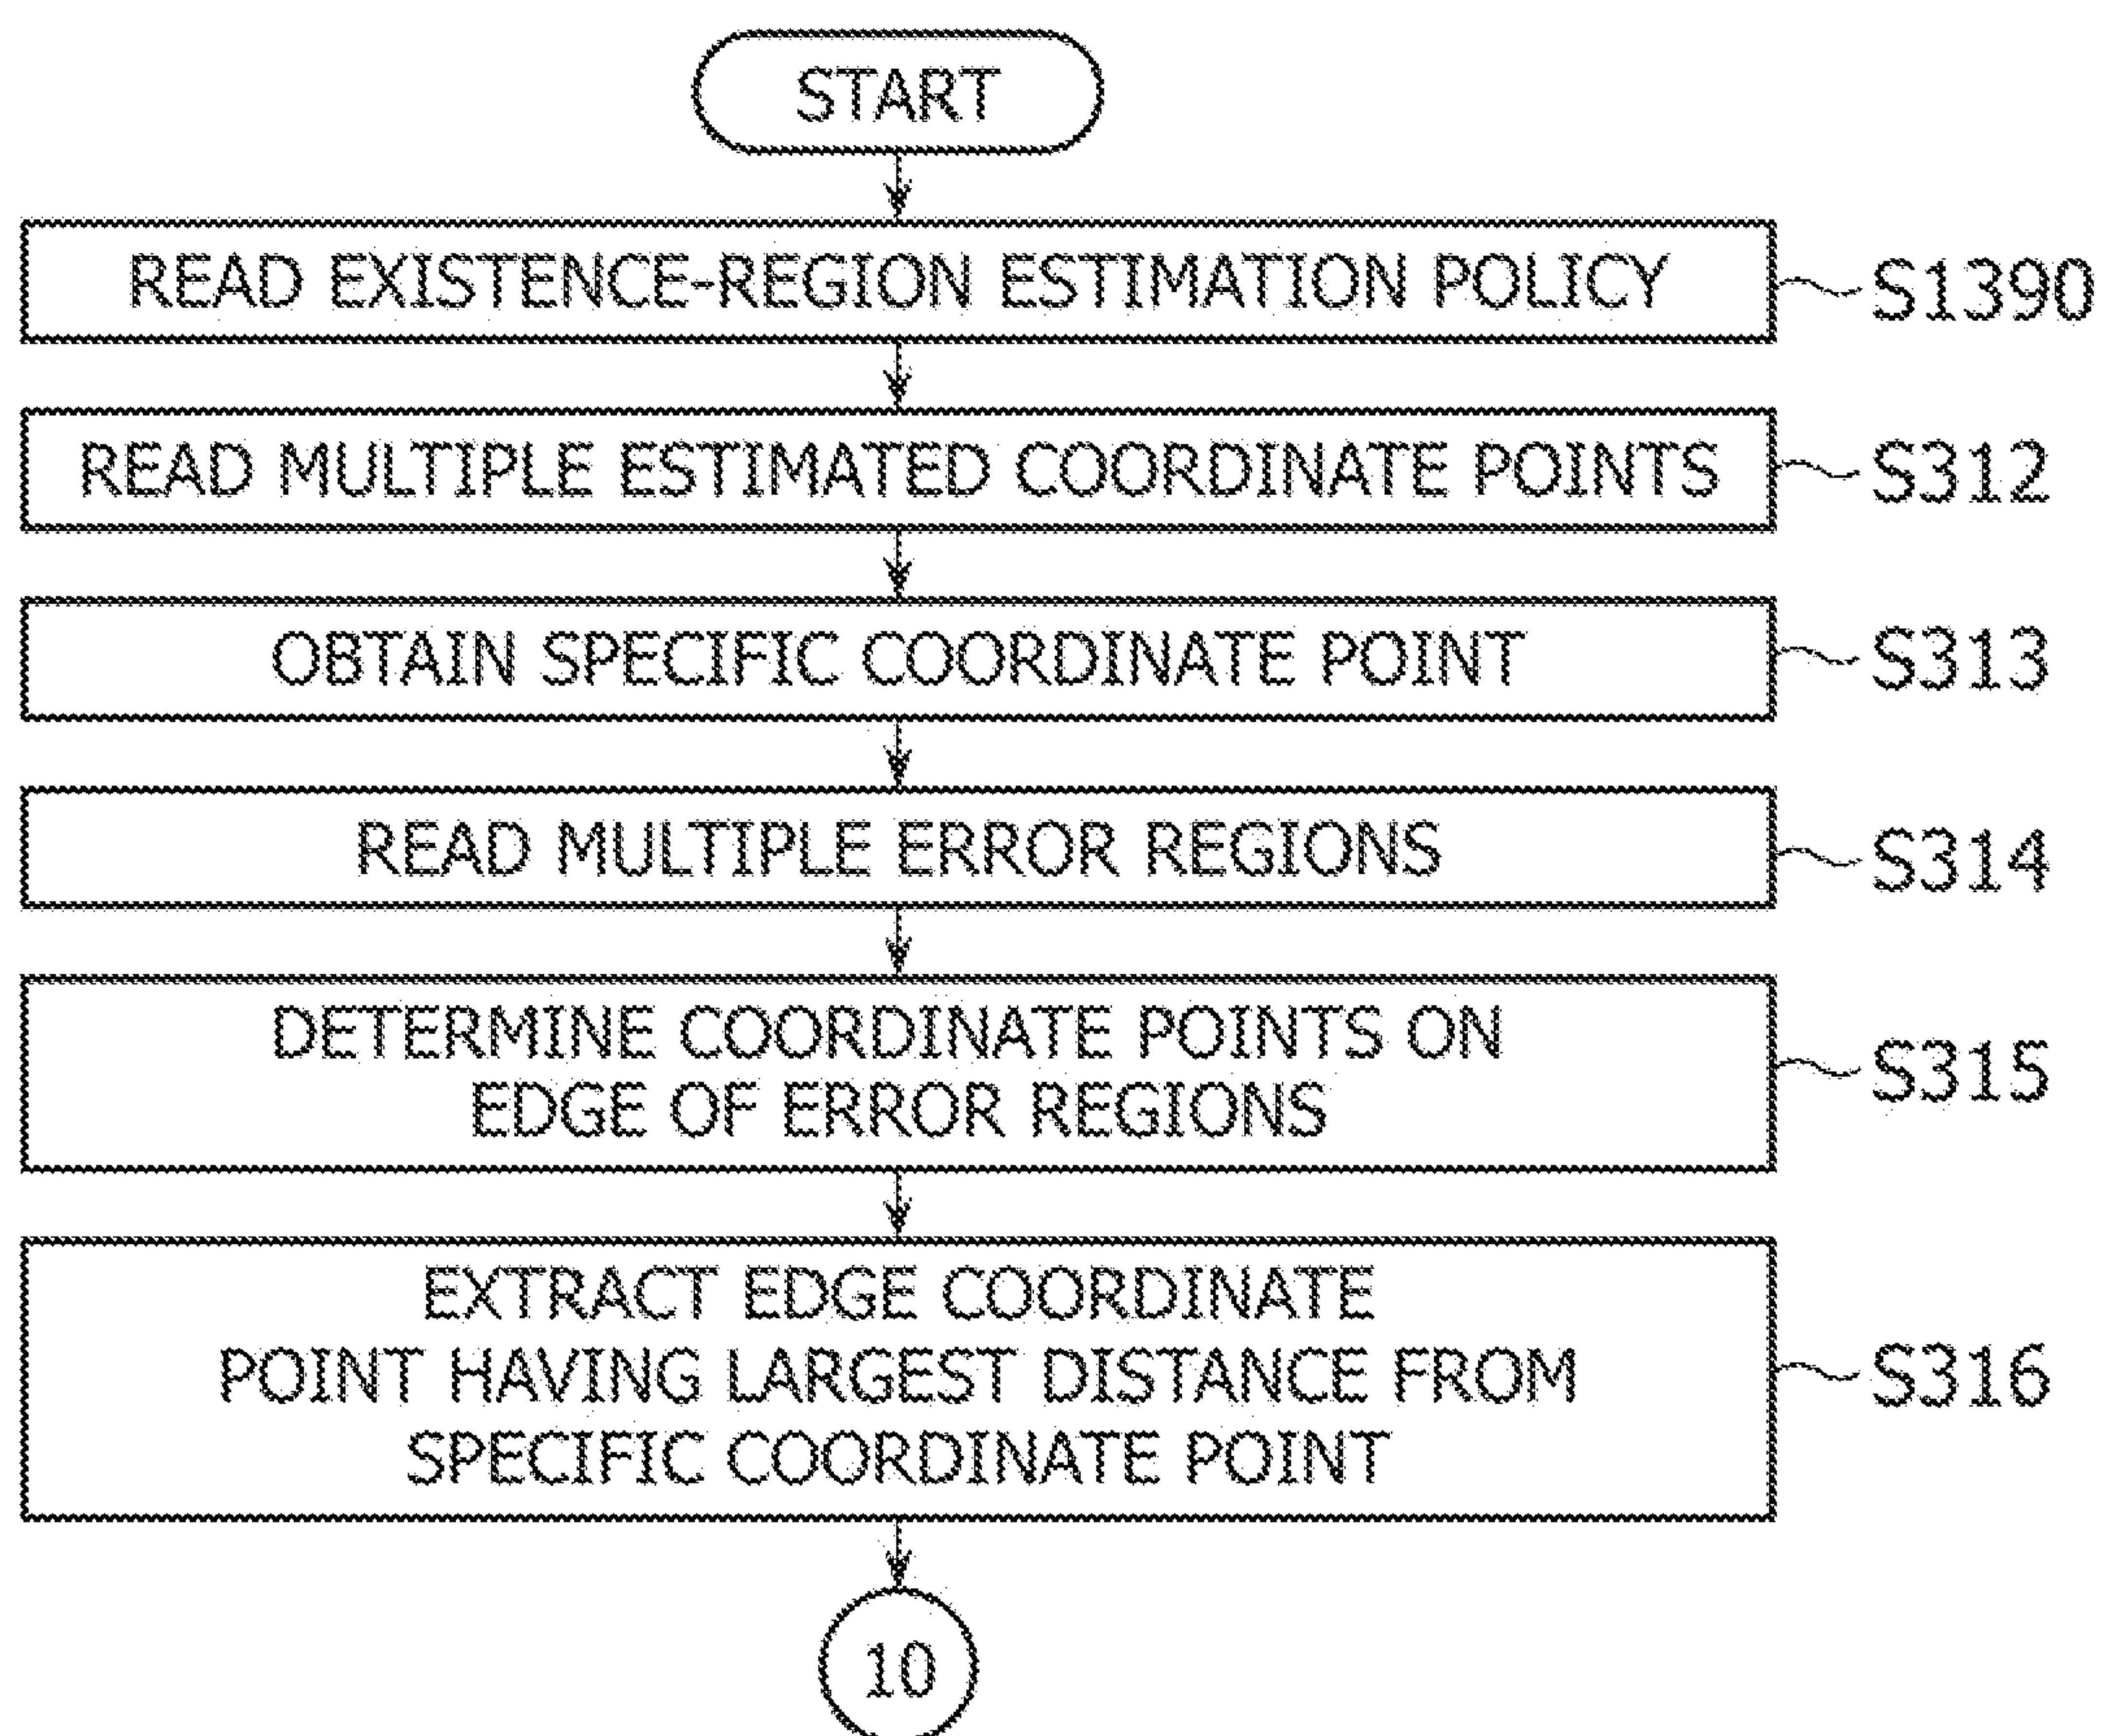 START
READ EXISTENCE-REGION ESTIMATION POLICY
S1390
READ MULTIPLE ESTIMATED COORDINATE POINTS
S312
OBTAIN SPECIFIC COORDINATE POINT
S313
READ MULTIPLE ERROR REGIONS
S314
DETERMINE COORDINATE POINTS ON
EDGE OF ERROR REGIONS
S315
EXTRACT EDGE COORDINATE
POINT HAVING LARGEST DISTANCE FROM
SPECIFIC COORDINATE POINT
S316
10